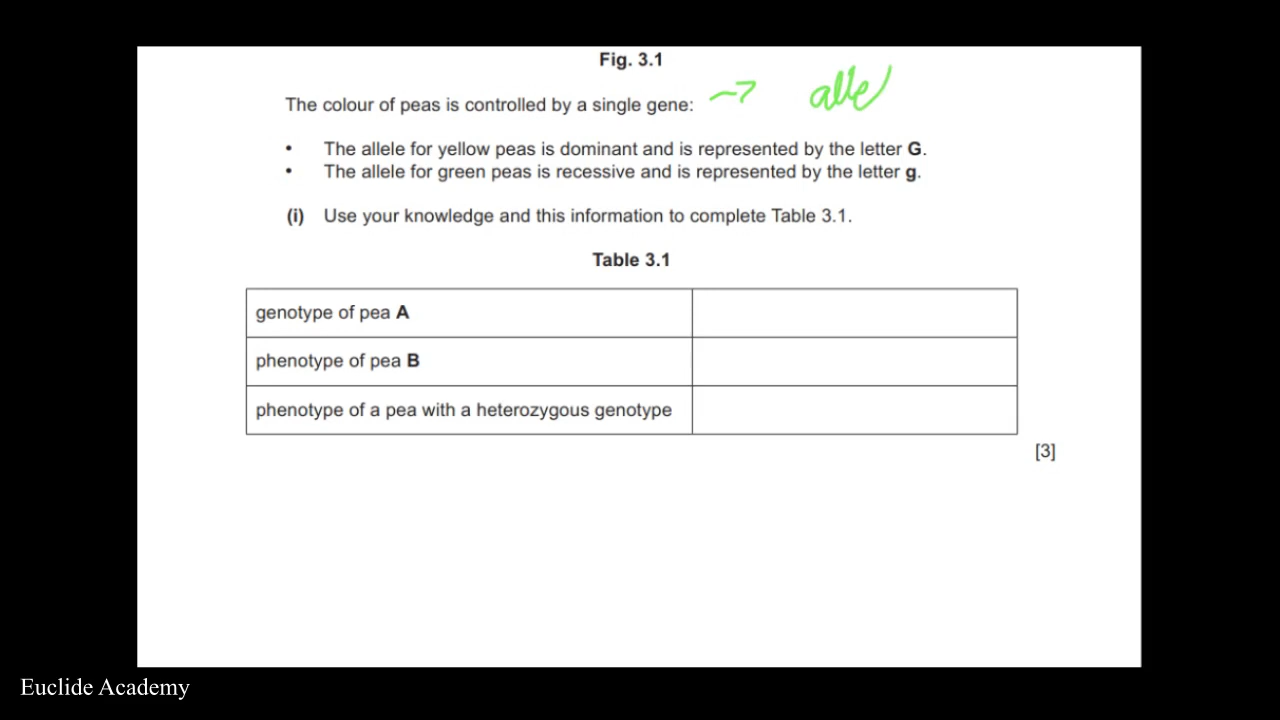 Fig. 3.1
The colour of peas is controlled by a single gene: → alle
• The allele for yellow peas is dominant and is represented by the letter G.
• The allele for green peas is recessive and is represented by the letter g.
(i) Use your knowledge and this information to complete Table 3.1.
Table 3.1
genotype of pea A
phenotype of pea B
phenotype of a pea with a heterozygous genotype
[3]
Euclide Academy